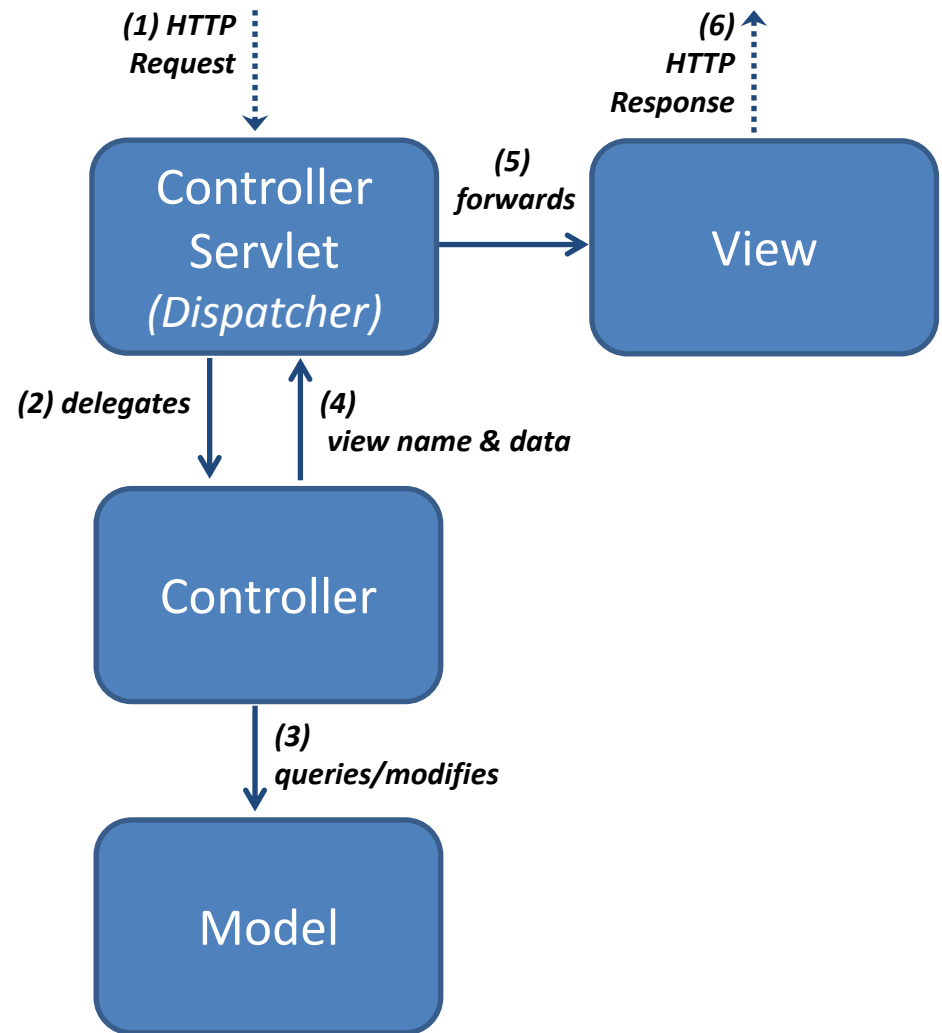 (1) HTTP
Request
(6)
HTTP
Response
Controller
Servlet
(Dispatcher)
(5)
forwards
View
(2) delegates
(4)
view name & data
Controller
(3)
queries/modifies
Model